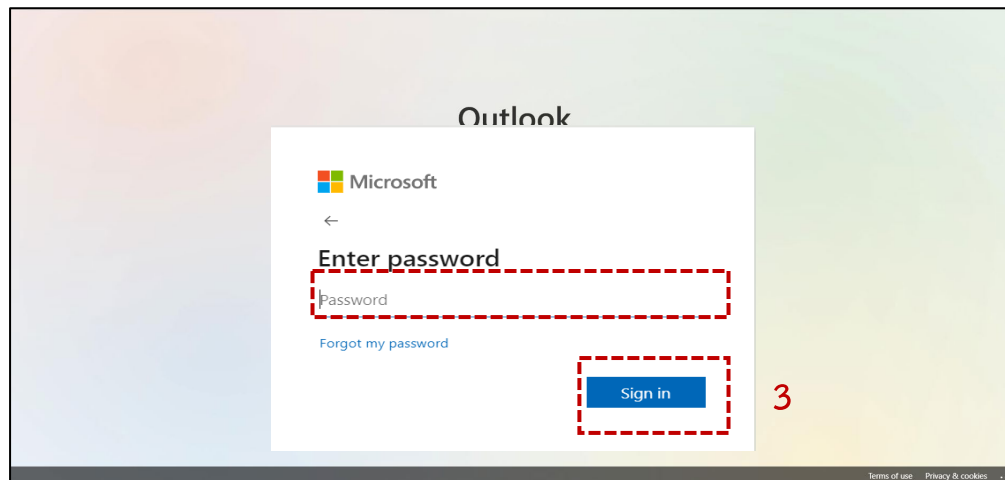 Outlook
Microsoft
←
Enter password
Password
Forgot my password
Sign in
3
Terms of use Privacy & cookies